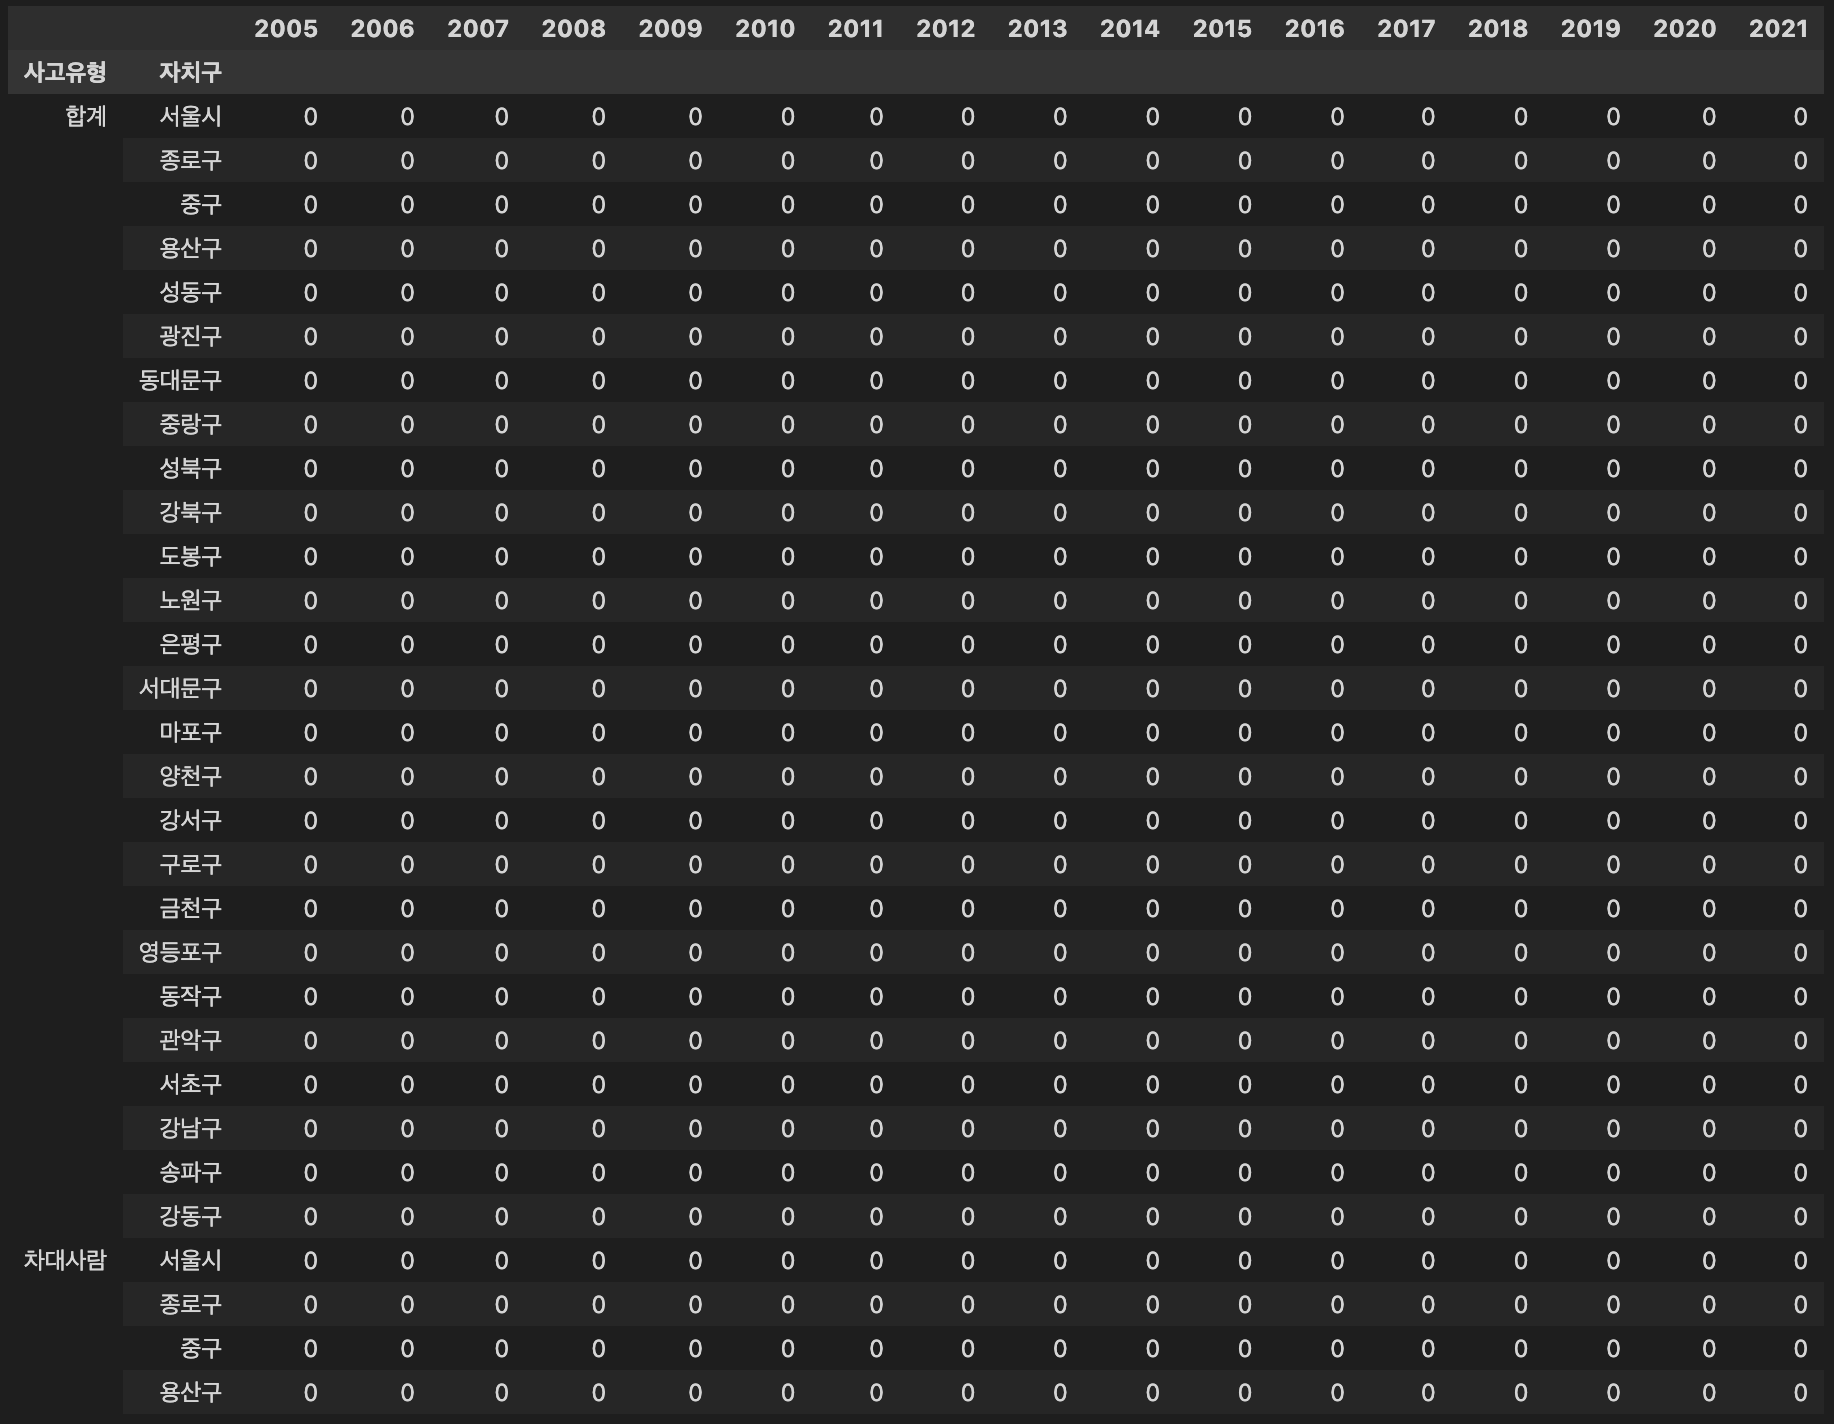 2005 2006 2007 2008 2009 2010 2011 2012 2013 2014 2015 2016 2017 2018 2019 2020 2021
사고유형 자치구
합계 서울시 0 0 0 0 0 0 0 0 0 0 0 0 0 0 0 0 0
종로구 0 0 0 0 0 0 0 0 0 0 0 0 0 0 0 0 0
중구 0 0 0 0 0 0 0 0 0 0 0 0 0 0 0 0 0
용산구 0 0 0 0 0 0 0 0 0 0 0 0 0 0 0 0 0
성동구 0 0 0 0 0 0 0 0 0 0 0 0 0 0 0 0 0
광진구 0 0 0 0 0 0 0 0 0 0 0 0 0 0 0 0 0
동대문구 0 0 0 0 0 0 0 0 0 0 0 0 0 0 0 0 0
중랑구 0 0 0 0 0 0 0 0 0 0 0 0 0 0 0 0 0
성북구 0 0 0 0 0 0 0 0 0 0 0 0 0 0 0 0 0
강북구 0 0 0 0 0 0 0 0 0 0 0 0 0 0 0 0 0
도봉구 0 0 0 0 0 0 0 0 0 0 0 0 0 0 0 0 0
노원구 0 0 0 0 0 0 0 0 0 0 0 0 0 0 0 0 0
은평구 0 0 0 0 0 0 0 0 0 0 0 0 0 0 0 0 0
서대문구 0 0 0 0 0 0 0 0 0 0 0 0 0 0 0 0 0
마포구 0 0 0 0 0 0 0 0 0 0 0 0 0 0 0 0 0
양천구 0 0 0 0 0 0 0 0 0 0 0 0 0 0 0 0 0
강서구 0 0 0 0 0 0 0 0 0 0 0 0 0 0 0 0 0
구로구 0 0 0 0 0 0 0 0 0 0 0 0 0 0 0 0 0
금천구 0 0 0 0 0 0 0 0 0 0 0 0 0 0 0 0 0
영등포구 0 0 0 0 0 0 0 0 0 0 0 0 0 0 0 0 0
동작구 0 0 0 0 0 0 0 0 0 0 0 0 0 0 0 0 0
관악구 0 0 0 0 0 0 0 0 0 0 0 0 0 0 0 0 0
서초구 0 0 0 0 0 0 0 0 0 0 0 0 0 0 0 0 0
강남구 0 0 0 0 0 0 0 0 0 0 0 0 0 0 0 0 0
송파구 0 0 0 0 0 0 0 0 0 0 0 0 0 0 0 0 0
강동구 0 0 0 0 0 0 0 0 0 0 0 0 0 0 0 0 0
차대사람 서울시 0 0 0 0 0 0 0 0 0 0 0 0 0 0 0 0 0
종로구 0 0 0 0 0 0 0 0 0 0 0 0 0 0 0 0 0
중구 0 0 0 0 0 0 0 0 0 0 0 0 0 0 0 0 0
용산구 0 0 0 0 0 0 0 0 0 0 0 0 0 0 0 0 0